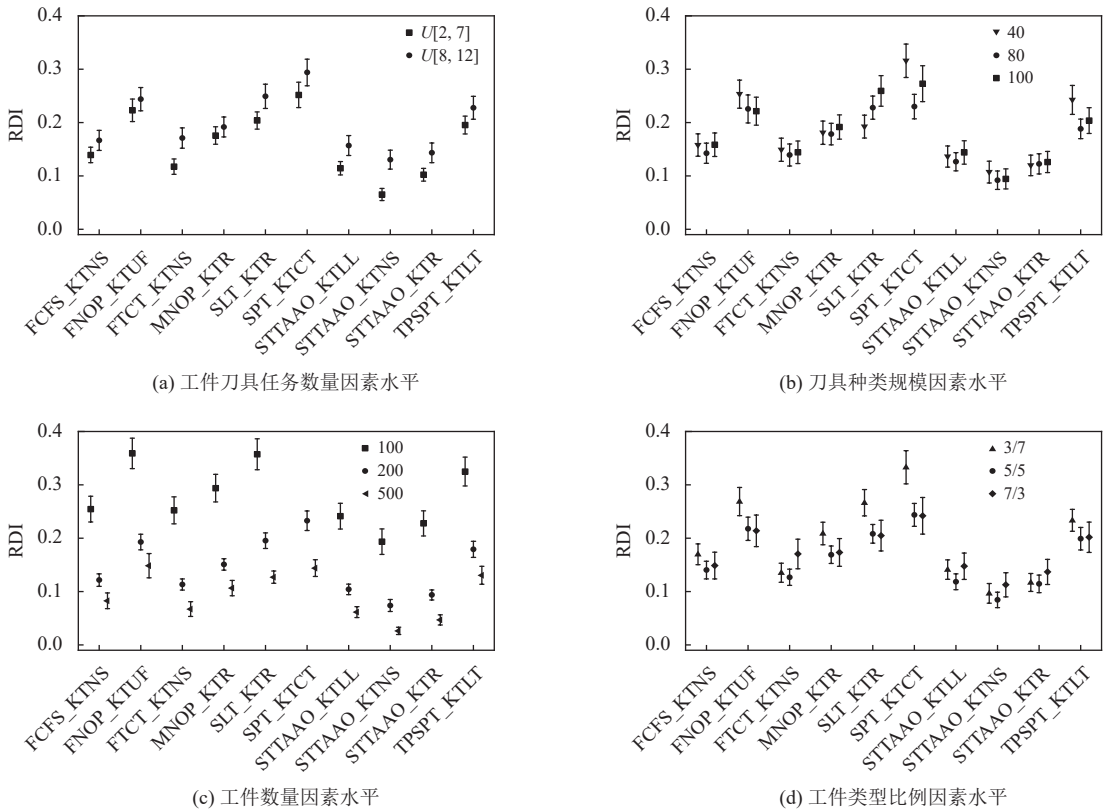 0.4
0.3
0.2
0.1
0.0
RDI
U[2, 7]
U[8, 12]
FCFS_KTNS
FNOP_KTUF
FTCT_KTNS
MNOP_KTR
SLT_KTR
SPT_KTCT
STTAAO_KTLL
STTAAO_KTNS
STTAAO_KTR
TPSPT_KTLT
(a) 工件刀具任务数量因素水平
0.4
0.3
0.2
0.1
0.0
RDI
40
80
100
FCFS_KTNS
FNOP_KTUF
FTCT_KTNS
MNOP_KTR
SLT_KTR
SPT_KTCT
STTAAO_KTLL
STTAAO_KTNS
STTAAO_KTR
TPSPT_KTLT
(b) 刀具种类规模因素水平
0.4
0.3
0.2
0.1
0.0
RDI
100
200
500
FCFS_KTNS
FNOP_KTUF
FTCT_KTNS
MNOP_KTR
SLT_KTR
SPT_KTCT
STTAAO_KTLL
STTAAO_KTNS
STTAAO_KTR
TPSPT_KTLT
(c) 工件数量因素水平
0.4
0.3
0.2
0.1
0.0
RDI
3/7
5/5
7/3
FCFS_KTNS
FNOP_KTUF
FTCT_KTNS
MNOP_KTR
SLT_KTR
SPT_KTCT
STTAAO_KTLL
STTAAO_KTNS
STTAAO_KTR
TPSPT_KTLT
(d) 工件类型比例因素水平